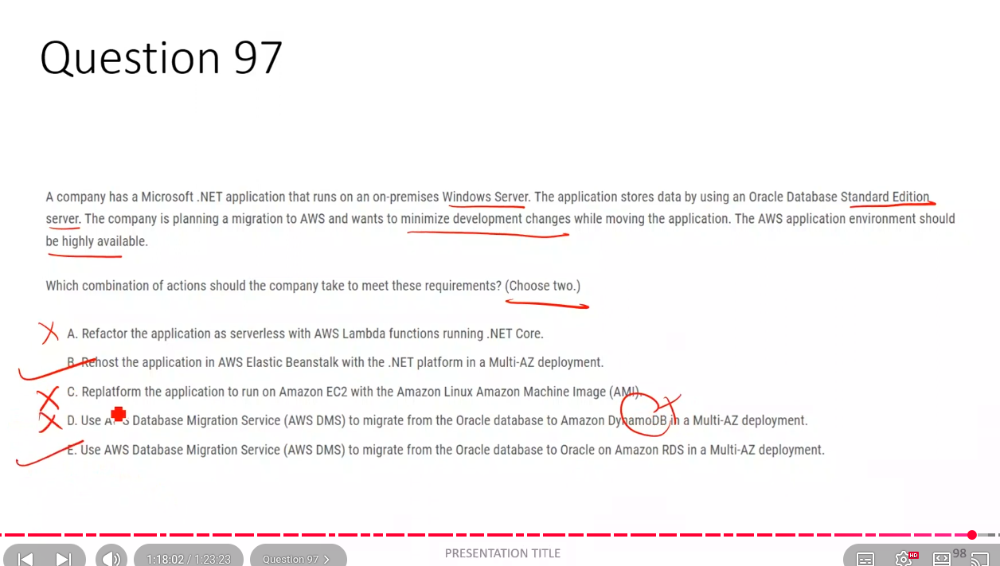 Question 97
A company has a Microsoft .NET application that runs on an on-premises Windows Server. The application stores data by using an Oracle Database Standard Edition
server. The company is planning a migration to AWS and wants to minimize development changes while moving the application. The AWS application environment should
be highly available.
Which combination of actions should the company take to meet these requirements? (Choose two.)
A. Refactor the application as serverless with AWS Lambda functions running .NET Core.
B. Rehost the application in AWS Elastic Beanstalk with the .NET platform in a Multi-AZ deployment.
C. Replatform the application to run on Amazon EC2 with the Amazon Linux Amazon Machine Image (AMI).
D. Use AWS Database Migration Service (AWS DMS) to migrate from the Oracle database to Amazon DynamoDB in a Multi-AZ deployment.
E. Use AWS Database Migration Service (AWS DMS) to migrate from the Oracle database to Oracle on Amazon RDS in a Multi-AZ deployment.
PRESENTATION TITLE
98
1:18:02 / 1:23:23
Question 97
HD